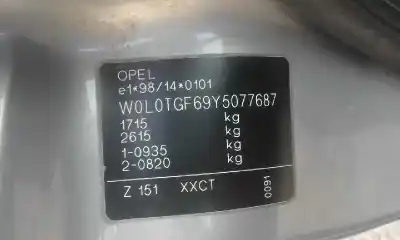 OPEL
e1*98/14*0101
W0L0TGF69Y5077687
1715 kg
2615 kg
1-0935 kg
2-0820 kg
Z 151 XXCT
0091